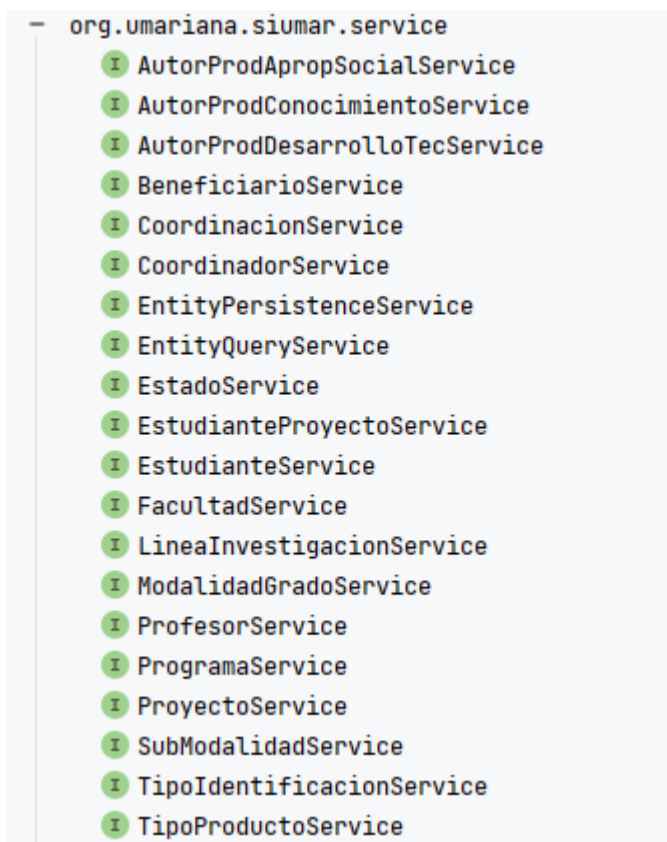 org.umariana.siumar.service
I AutorProdApropSocialService
I AutorProdConocimientoService
I AutorProdDesarrolloTecService
I BeneficiarioService
I CoordinacionService
I CoordinadorService
I EntityPersistenceService
I EntityQueryService
I EstadoService
I EstudianteProyectoService
I EstudianteService
I FacultadService
I LineaInvestigacionService
I ModalidadGradoService
I ProfesorService
I ProgramaService
I ProyectoService
I SubModalidadService
I TipoIdentificacionService
I TipoProductoService